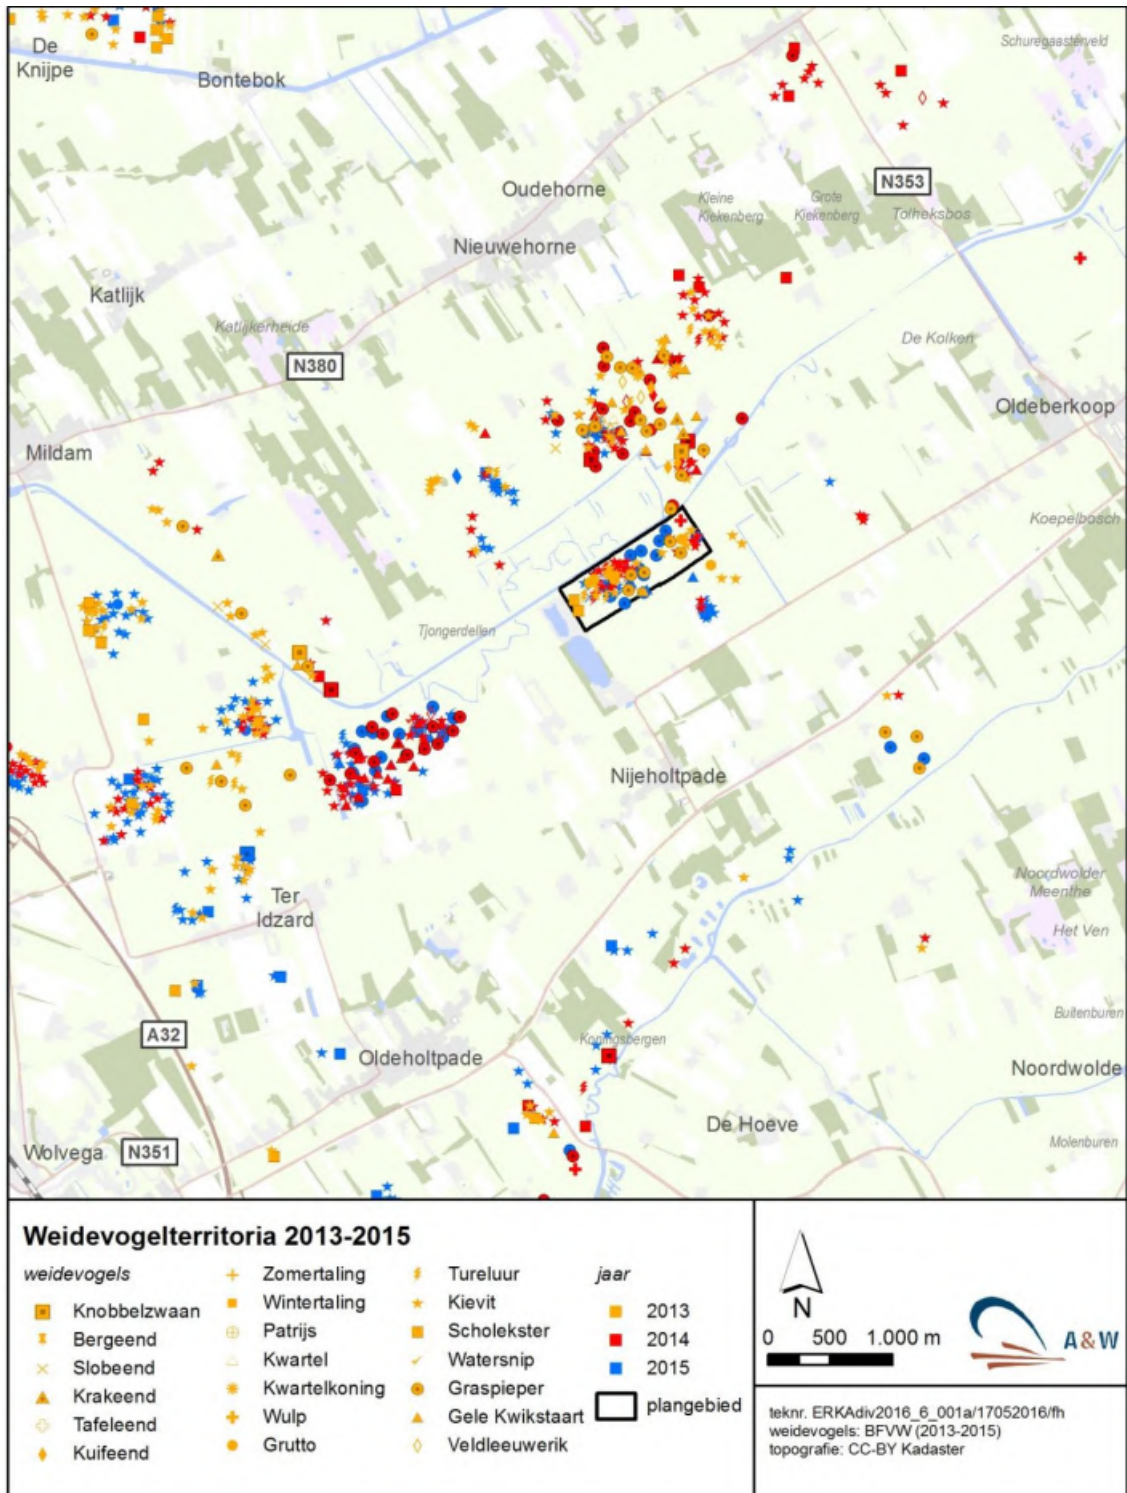 De
Knijpe
Bontebok
Schuregaasterveld
N353
Oudehorne
Kleine
Kiekenberg
Grote
Kiekenberg
Tolheksbos
Nieuwehorne
Katlijk
Katlijkerheide
N380
De Kolken
Oldeberkoop
Mildam
Koepelbosch
Tjongerdellen
Nijeholtpade
Ter
Idzard
Noordwolder
Meenthe
Het Ven
A32
Buitenburen
Koningsbergen
Oldeholtpade
Noordwolde
De Hoeve
Wolvega
N351
Molenburen
Weidevogelterritoria 2013-2015
weidevogels
Knobbelzwaan
Bergeend
Slobeend
Krakeend
Tafeleend
Kuifeend
Zomertaling
Wintertaling
Patrijs
Kwartel
Kwartelkoning
Wulp
Grutto
Tureluur
Kievit
Scholekster
Watersnip
Graspieper
Gele Kwikstaart
Veldleeuwerik
jaar
2013
2014
2015
plangebied
N
0 500 1.000 m
A&W
teknr. ERKAdiv2016_6_001a/17052016/fh
weidevogels: BFVW (2013-2015)
topografie: CC-BY Kadaster